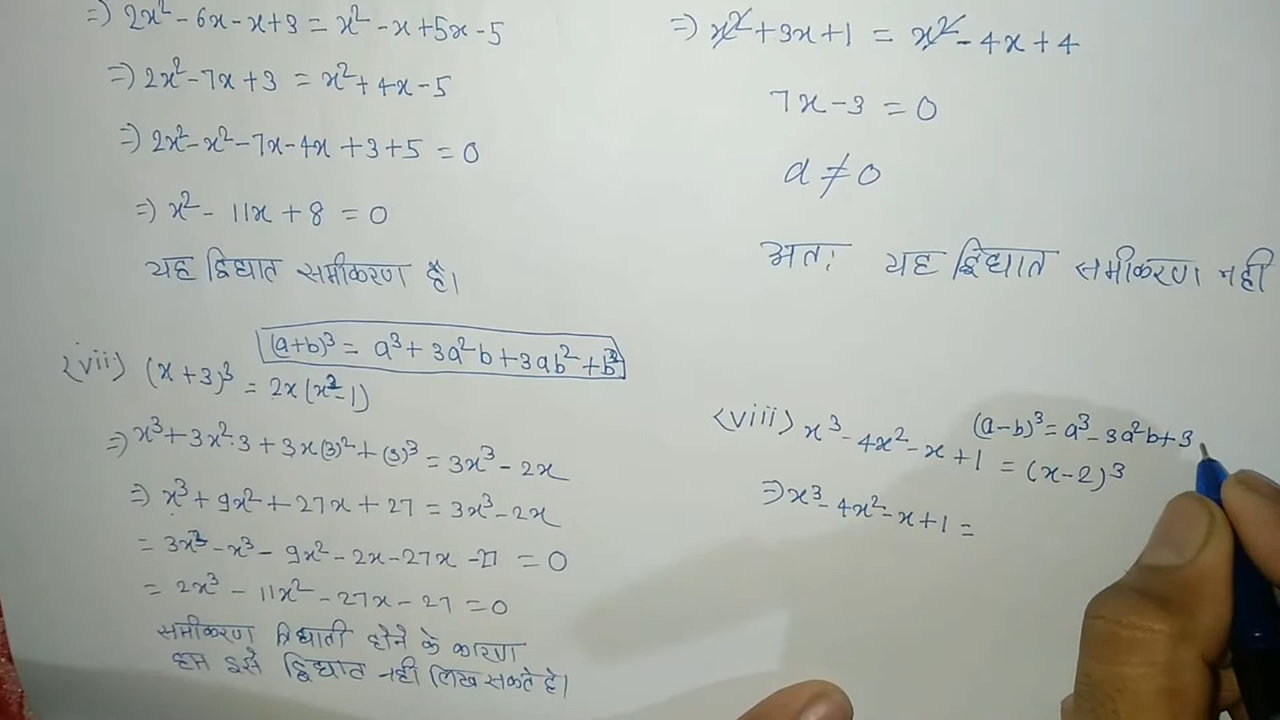 ⇒) 2x² - 6x - x + 3 = x² - x + 5x - 5
⇒) 2x² - 7x + 3 = x² + 4x - 5
⇒) 2x² - x² - 7x - 4x + 3 + 5 = 0
⇒) x² - 11x + 8 = 0
यह द्विघात समीकरण है।
(a+b)³ = a³ + 3a²b + 3ab² + b³
(vii) (x+3)³ = 2x(x²-1)
⇒) x³ + 3x².3 + 3x(3)² + (3)³ = 3x³ - 2x
⇒) x³ + 9x² + 27x + 27 = 3x³ - 2x
= 3x³ - x³ - 9x² - 2x - 27x - 27 = 0
= 2x³ - 11x² - 27x - 27 = 0
समीकरण त्रिघाती होने के कारण
हम इसे द्विघात नही लिख सकते हे।
⇒) x² + 3x + 1 = x² - 4x + 4
7x - 3 = 0
a ≠ 0
अतः यह द्विघात समीकरण नही
(a-b)³ = a³ - 3a²b + 3
(viii) x³ - 4x² - x + 1 = (x-2)³
⇒) x³ - 4x² - x + 1 =